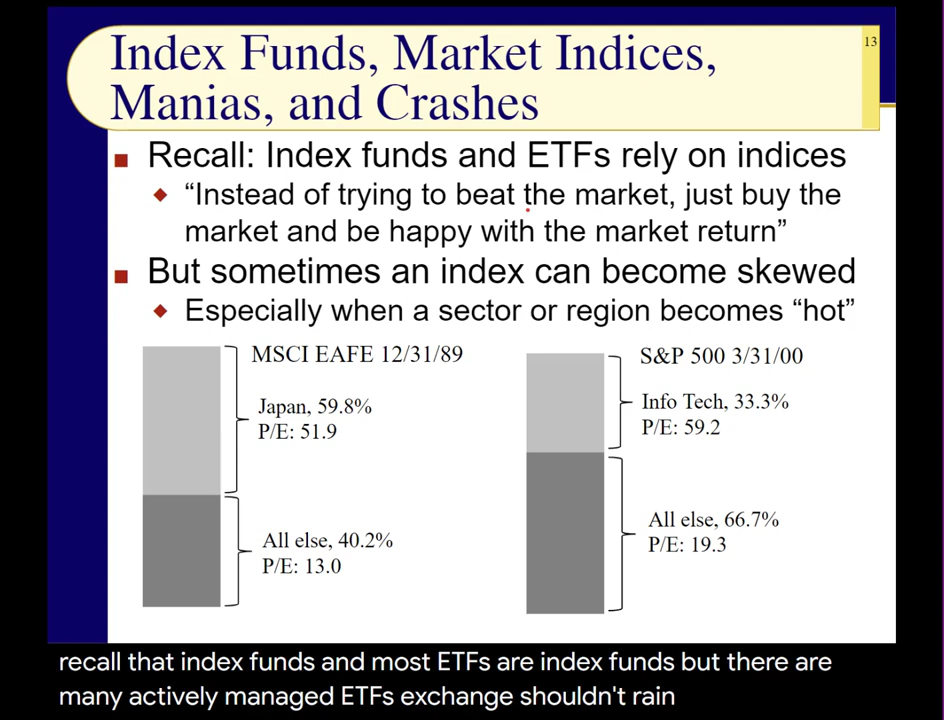 13
Index Funds, Market Indices,
Manias, and Crashes
■ Recall: Index funds and ETFs rely on indices
◆ “Instead of trying to beat the market, just buy the
market and be happy with the market return”
■ But sometimes an index can become skewed
◆ Especially when a sector or region becomes “hot”
MSCI EAFE 12/31/89
Japan, 59.8%
P/E: 51.9
All else, 40.2%
P/E: 13.0
S&P 500 3/31/00
Info Tech, 33.3%
P/E: 59.2
All else, 66.7%
P/E: 19.3
recall that index funds and most ETFs are index funds but there are
many actively managed ETFs exchange shouldn't rain